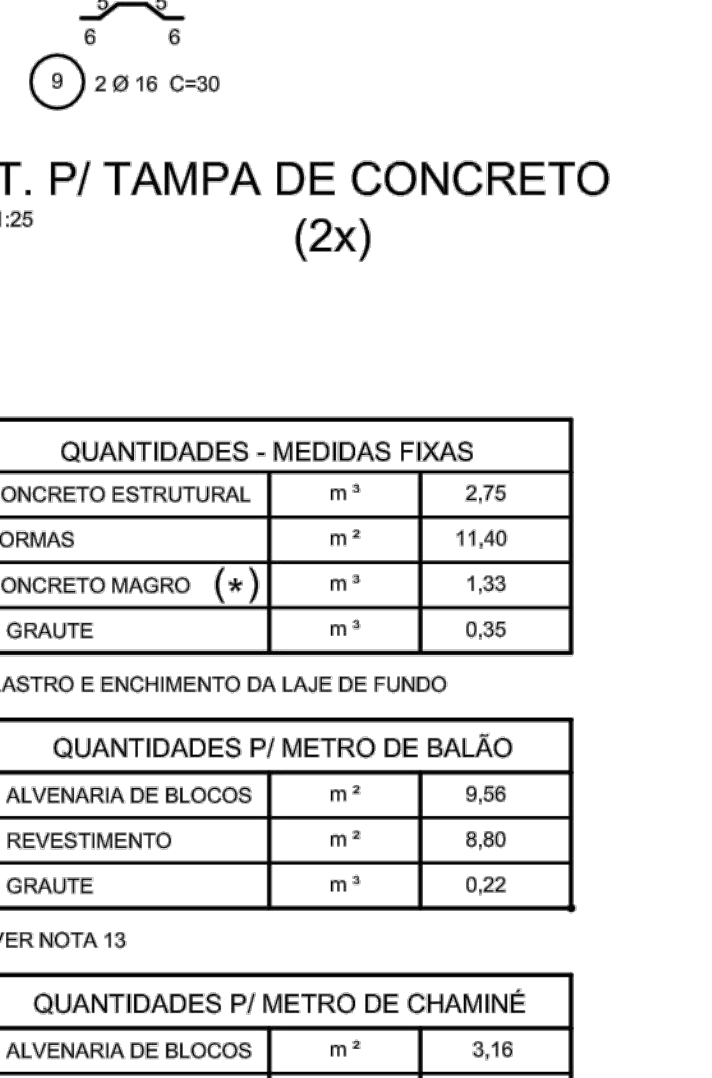 5 5
6 6
9 2 Ø 16 C=30
T. P/ TAMPA DE CONCRETO
1:25
(2x)
QUANTIDADES - MEDIDAS FIXAS
ONCRETO ESTRUTURAL m³ 2,75
ORMAS m² 11,40
ONCRETO MAGRO (*) m³ 1,33
GRAUTE m³ 0,35
LASTRO E ENCHIMENTO DA LAJE DE FUNDO
QUANTIDADES P/ METRO DE BALÃO
ALVENARIA DE BLOCOS m² 9,56
REVESTIMENTO m² 8,80
GRAUTE m³ 0,22
VER NOTA 13
QUANTIDADES P/ METRO DE CHAMINÉ
ALVENARIA DE BLOCOS m² 3,16